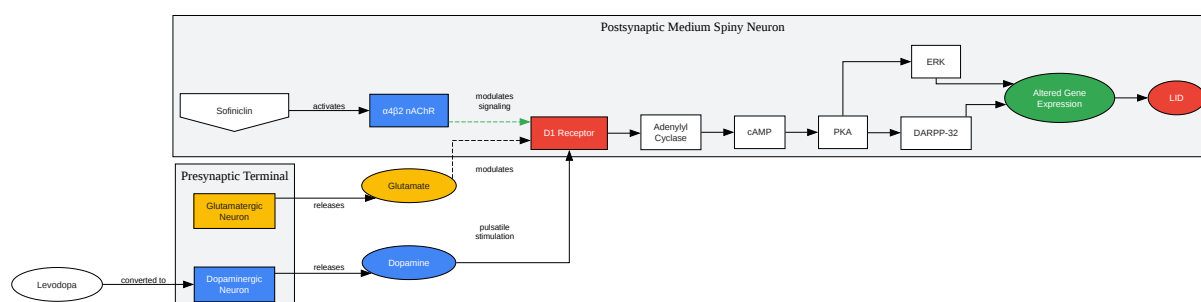 Postsynaptic Medium Spiny Neuron
ERK
Sofiniclin
activates
α4β2 nAChR
modulates
signaling
D1 Receptor
Adenylyl
Cyclase
cAMP
PKA
DARPP-32
Altered Gene
Expression
LID
Presynaptic Terminal
Glutamatergic
Neuron
releases
Glutamate
modulates
pulsatile
stimulation
Levodopa
converted to
Dopaminergic
Neuron
releases
Dopamine